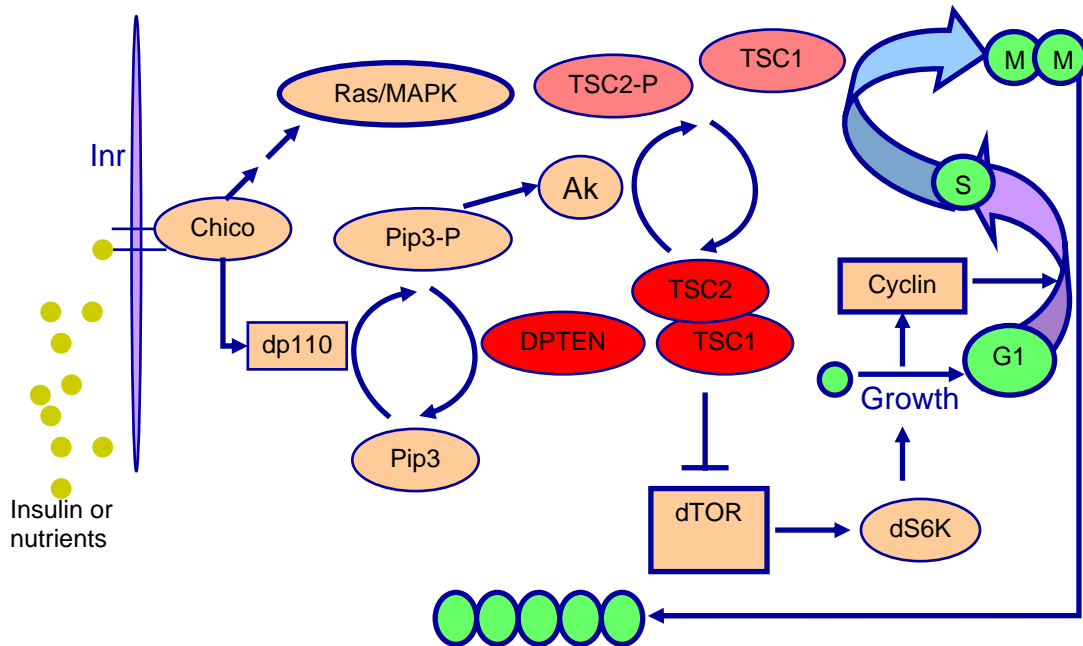 TSC1
M M
TSC2-P
Ras/MAPK
Inr
Ak
S
Chico
Pip3-P
TSC2
Cyclin
dp110
DPTEN
TSC1
G1
Growth
Pip3
Insulin or
nutrients
dTOR
dS6K